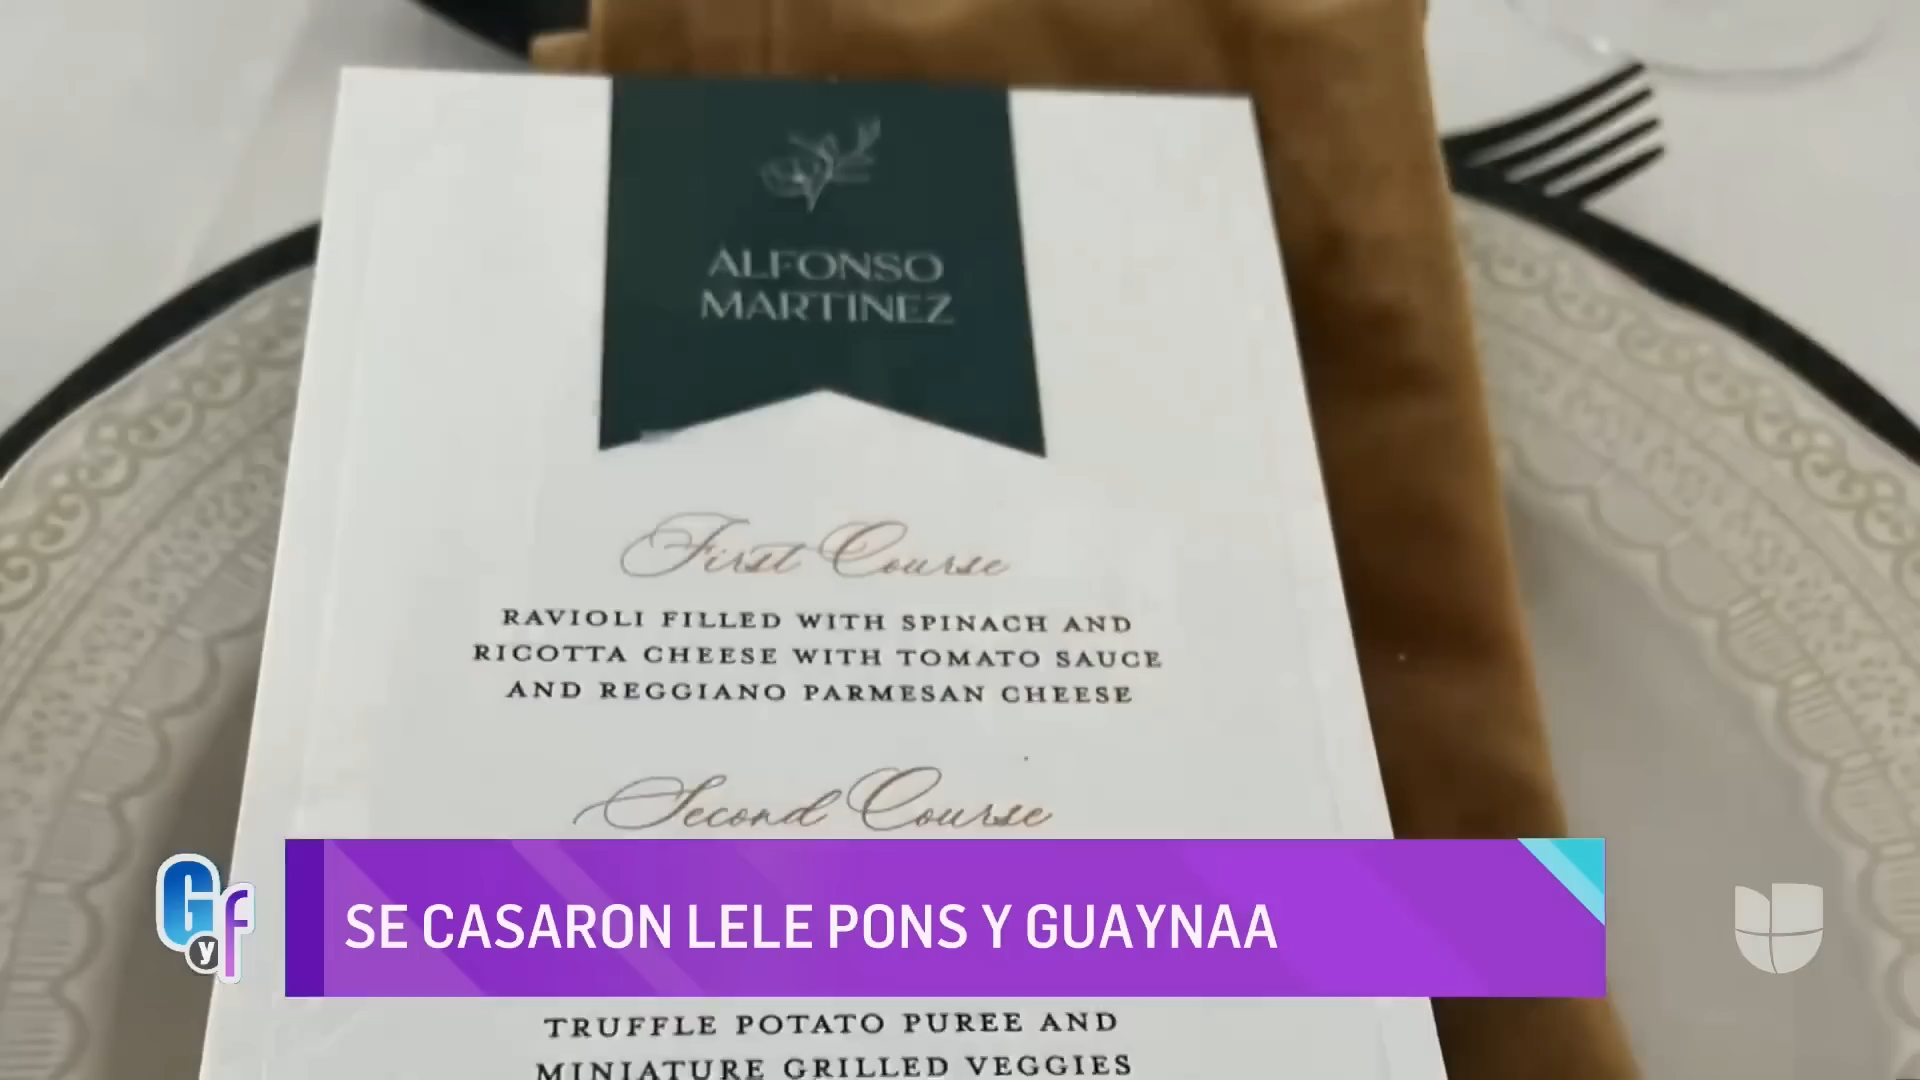 ALFONSO
MARTINEZ
First Course
RAVIOLI FILLED WITH SPINACH AND
RICOTTA CHEESE WITH TOMATO SAUCE
AND REGGIANO PARMESAN CHEESE
Second Course
GyF
SE CASARON LELE PONS Y GUAYNAA
TRUFFLE POTATO PUREE AND
MINIATURE GRILLED VEGGIES